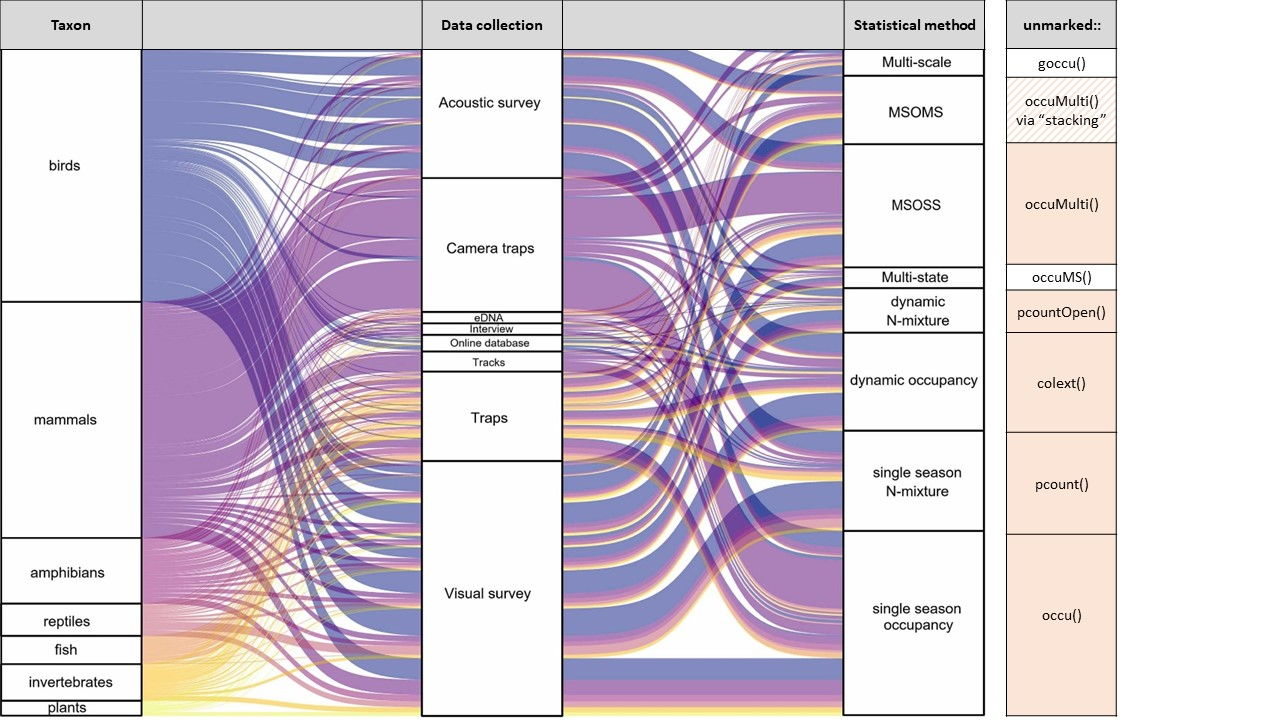 Taxon
Data collection
Statistical method
unmarked::
birds
mammals
amphibians
reptiles
fish
invertebrates
plants
Acoustic survey
Camera traps
eDNA
Interview
Online database
Tracks
Traps
Visual survey
Multi-scale
MSOMS
MSOSS
Multi-state
dynamic
N-mixture
dynamic occupancy
single season
N-mixture
single season
occupancy
goccu()
occuMulti()
via “stacking”
occuMulti()
occuMS()
pcountOpen()
colext()
pcount()
occu()